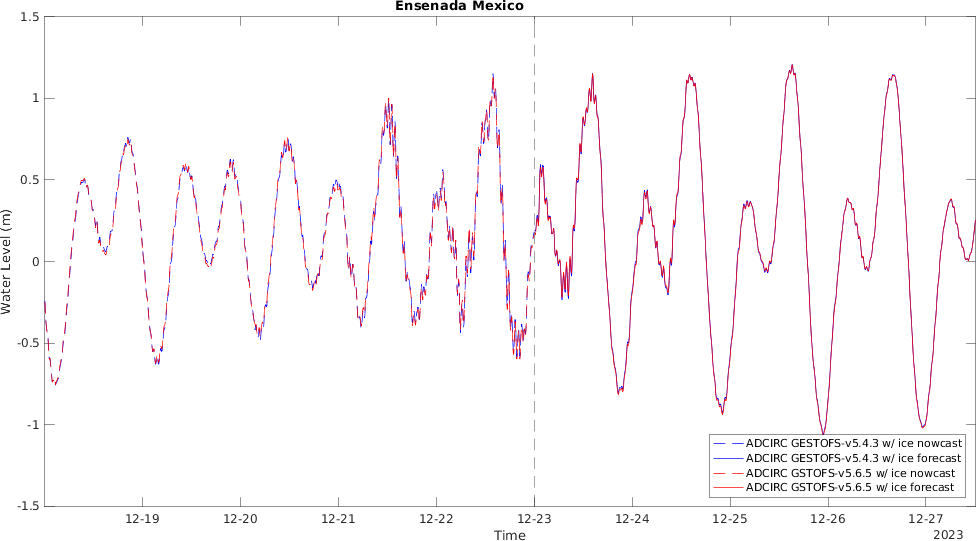 Ensenada Mexico
1.5
1
0.5
0
-0.5
-1
-1.5
Water Level (m)
12-19
12-20
12-21
12-22
12-23
12-24
12-25
12-26
12-27
Time
2023
ADCIRC GESTOFS-v5.4.3 w/ ice nowcast
ADCIRC GESTOFS-v5.4.3 w/ ice forecast
ADCIRC GSTOFS-v5.6.5 w/ ice nowcast
ADCIRC GSTOFS-v5.6.5 w/ ice forecast